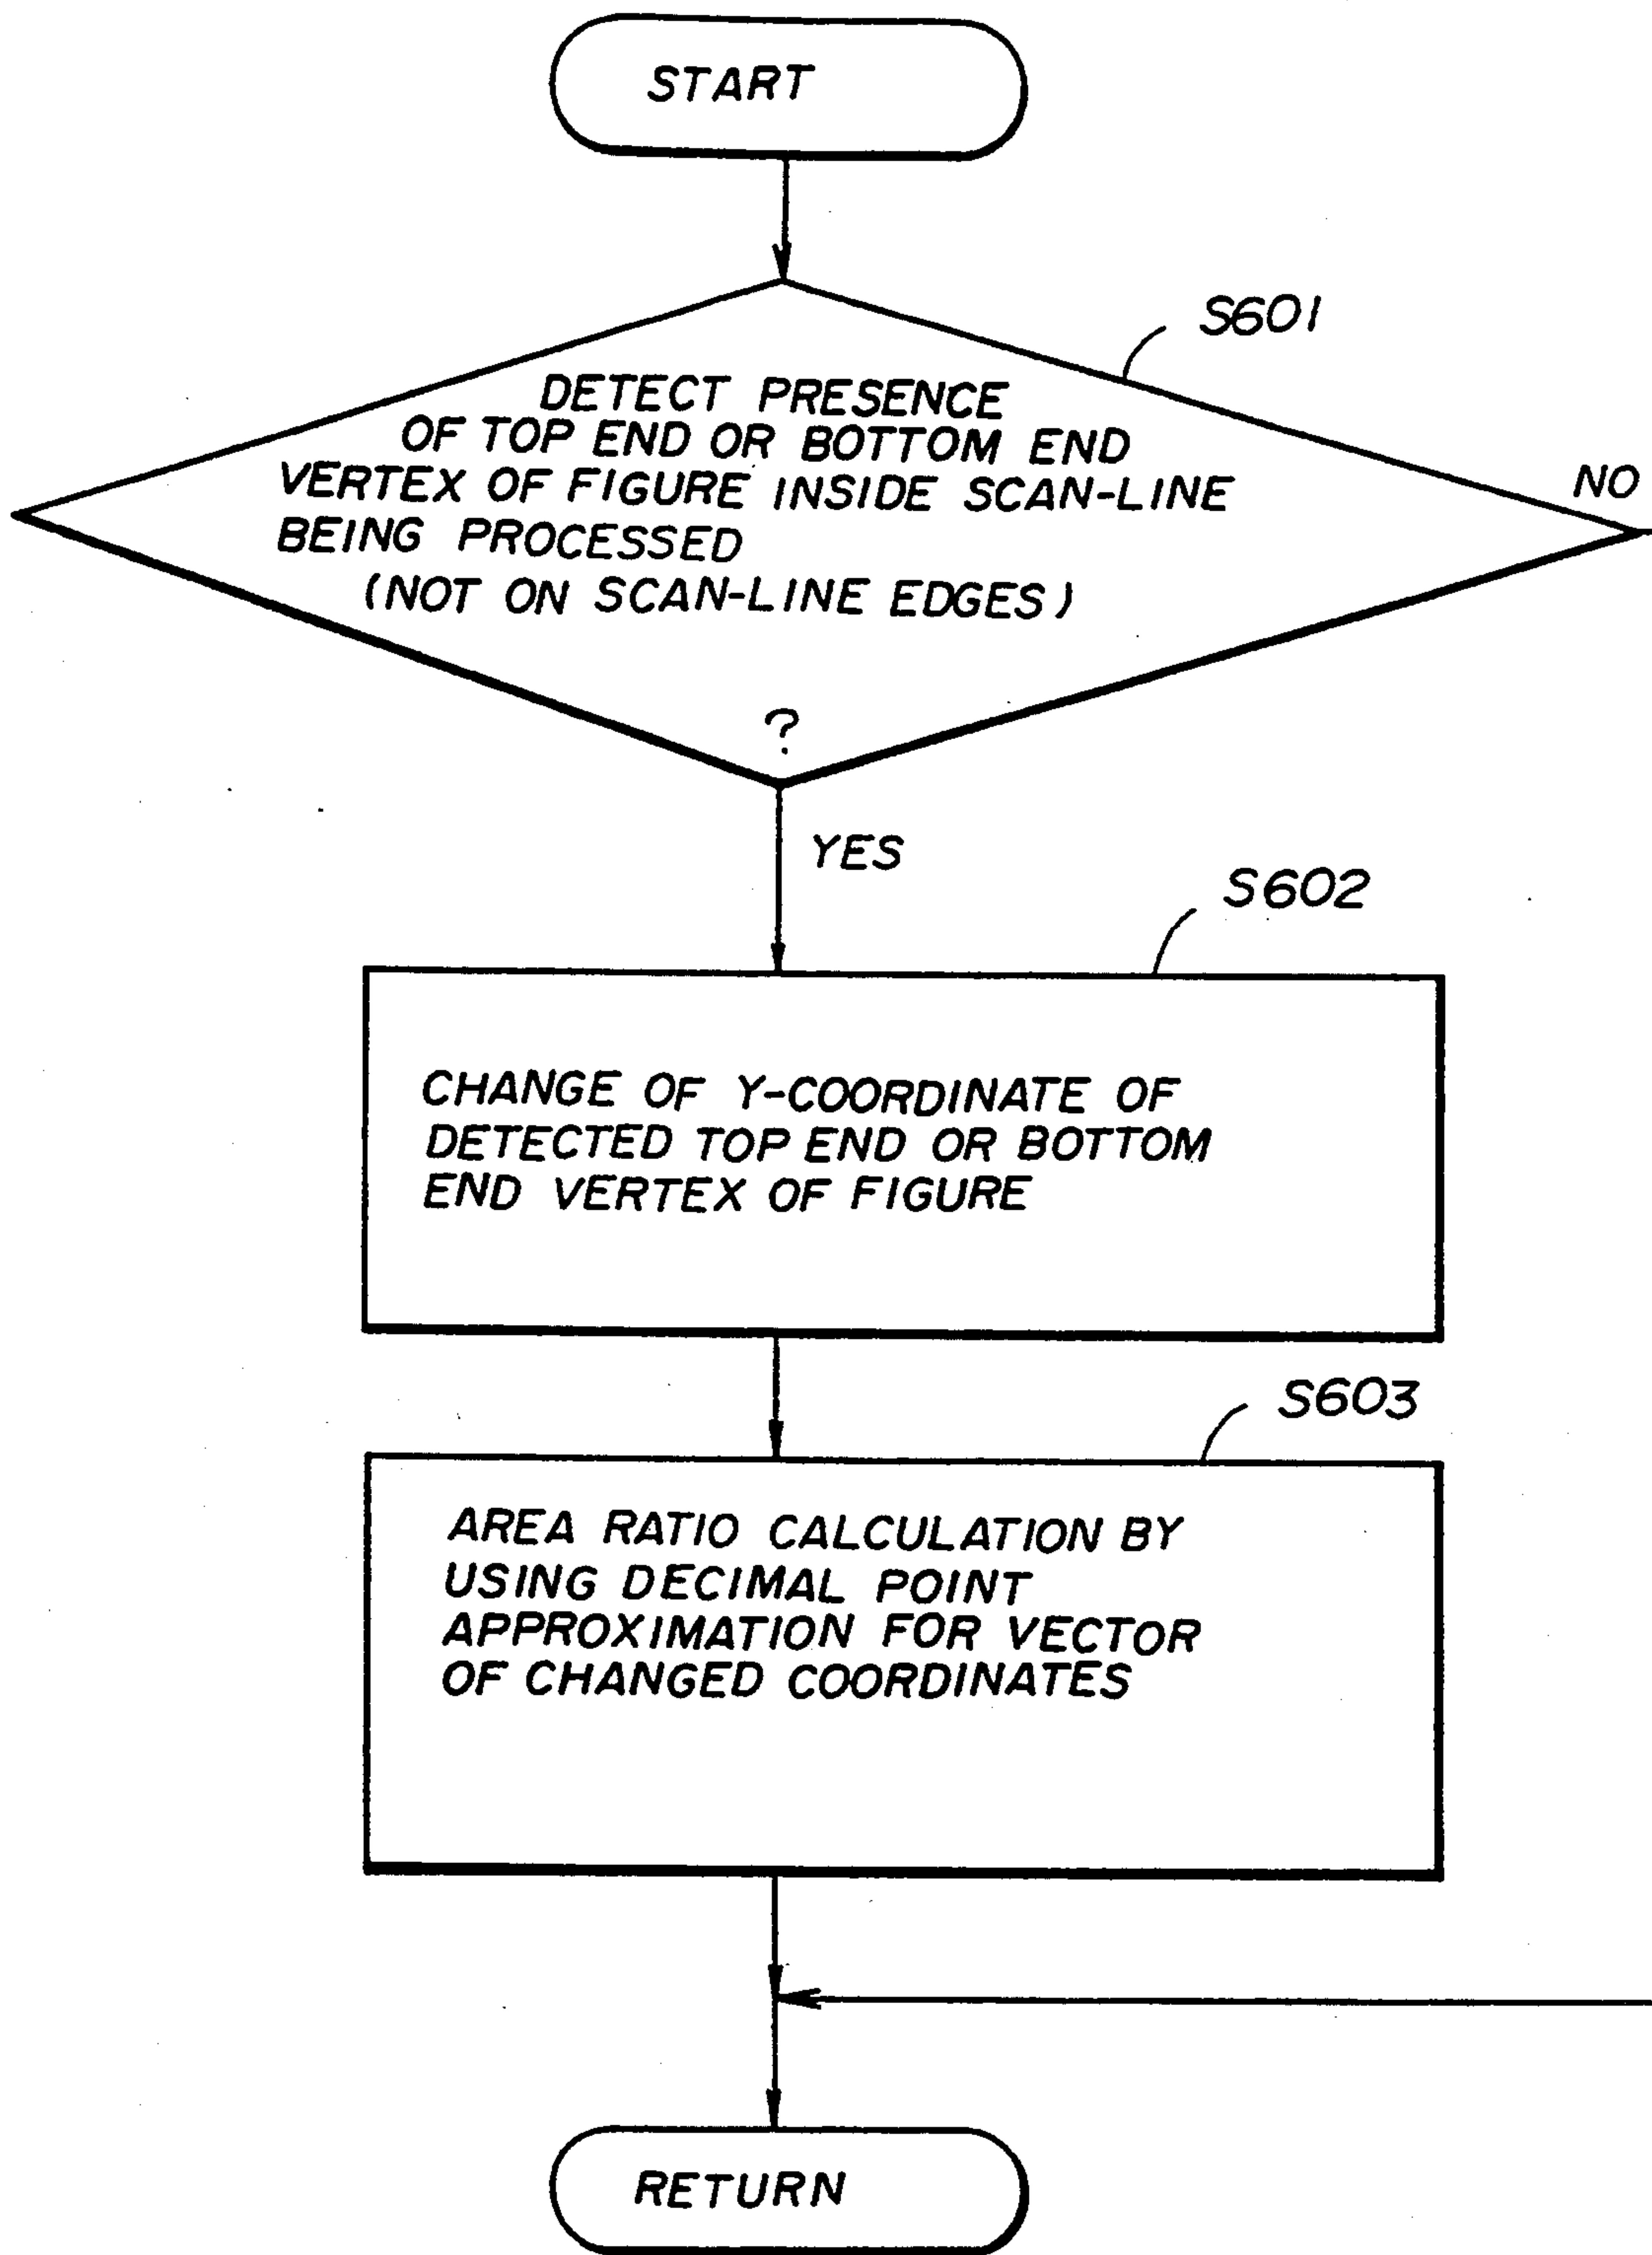 START
S601
DETECT PRESENCE
OF TOP END OR BOTTOM END
VERTEX OF FIGURE INSIDE SCAN-LINE
BEING PROCESSED
(NOT ON SCAN-LINE EDGES)
?
NO
YES
S602
CHANGE OF Y-COORDINATE OF
DETECTED TOP END OR BOTTOM
END VERTEX OF FIGURE
S603
AREA RATIO CALCULATION BY
USING DECIMAL POINT
APPROXIMATION FOR VECTOR
OF CHANGED COORDINATES
RETURN